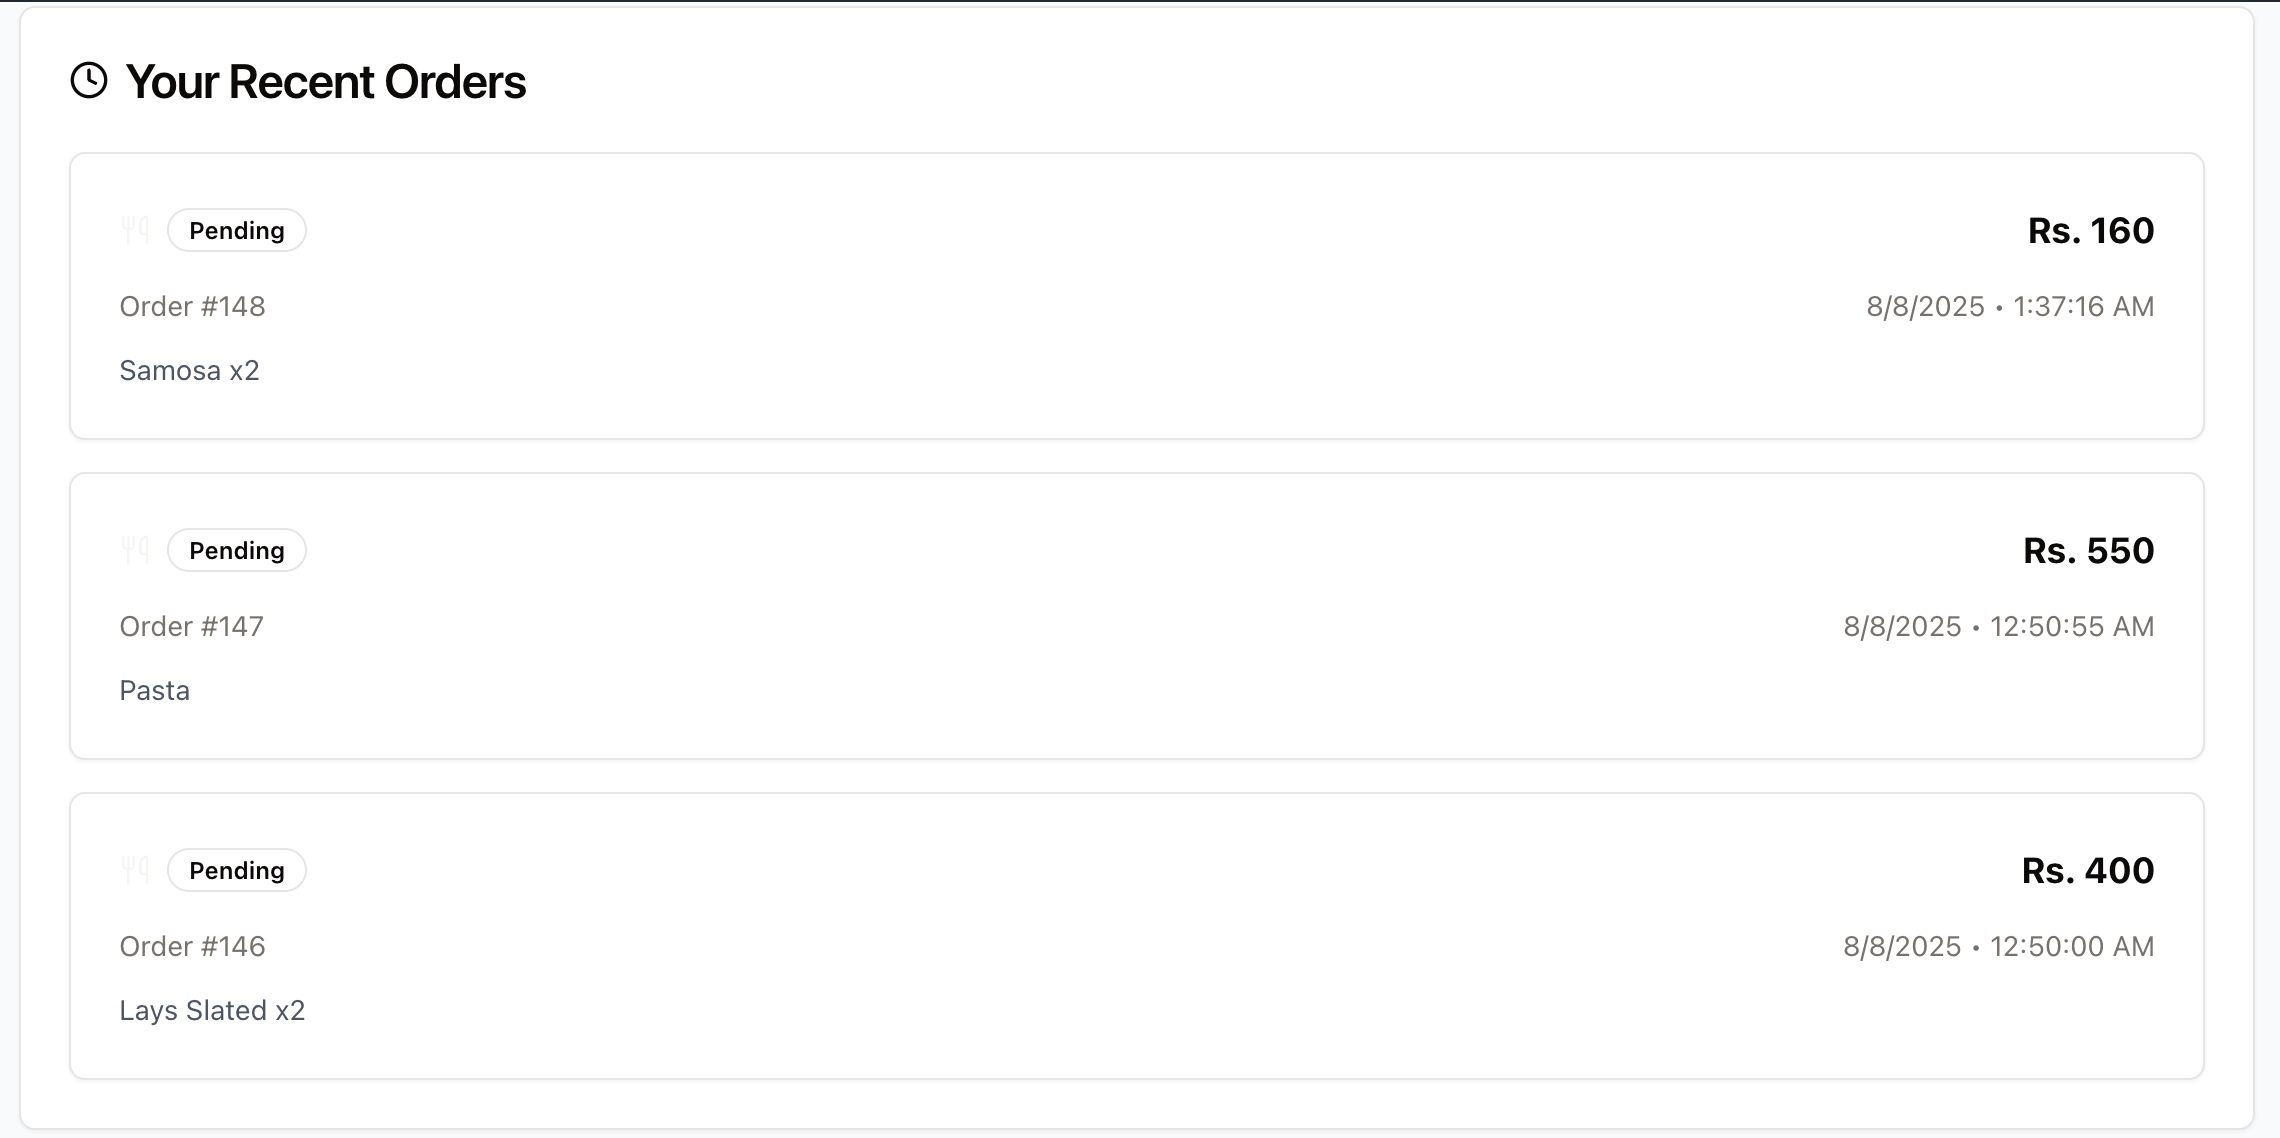 Your Recent Orders
Pending
Rs. 160
Order #148
8/8/2025 • 1:37:16 AM
Samosa x2
Pending
Rs. 550
Order #147
8/8/2025 • 12:50:55 AM
Pasta
Pending
Rs. 400
Order #146
8/8/2025 • 12:50:00 AM
Lays Slated x2